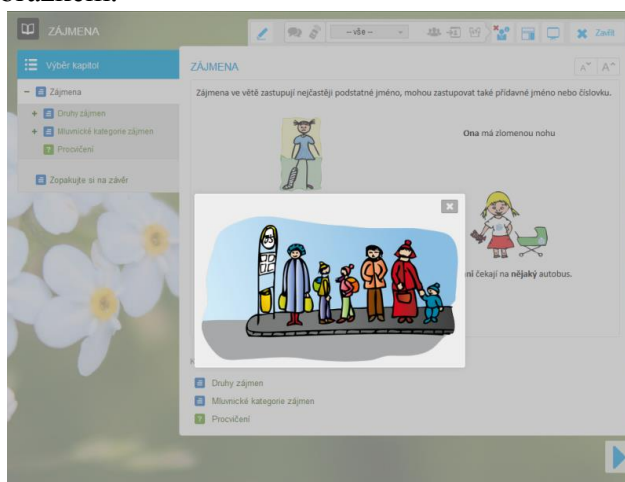 ZÁJMENA
– vše –
Zavřít
Výběr kapitol
Zájmena
Druhy zájmen
Mluvnické kategorie zájmen
Procvičení
Zopakujte si na závěr
ZÁJMENA
A A
Zájmena ve větě zastupují nejčastěji podstatné jméno, mohou zastupovat také přídavné jméno nebo číslovku.
Ona má zlomenou nohu
čekají na nějaký autobus.
Druhy zájmen
Mluvnické kategorie zájmen
Procvičení